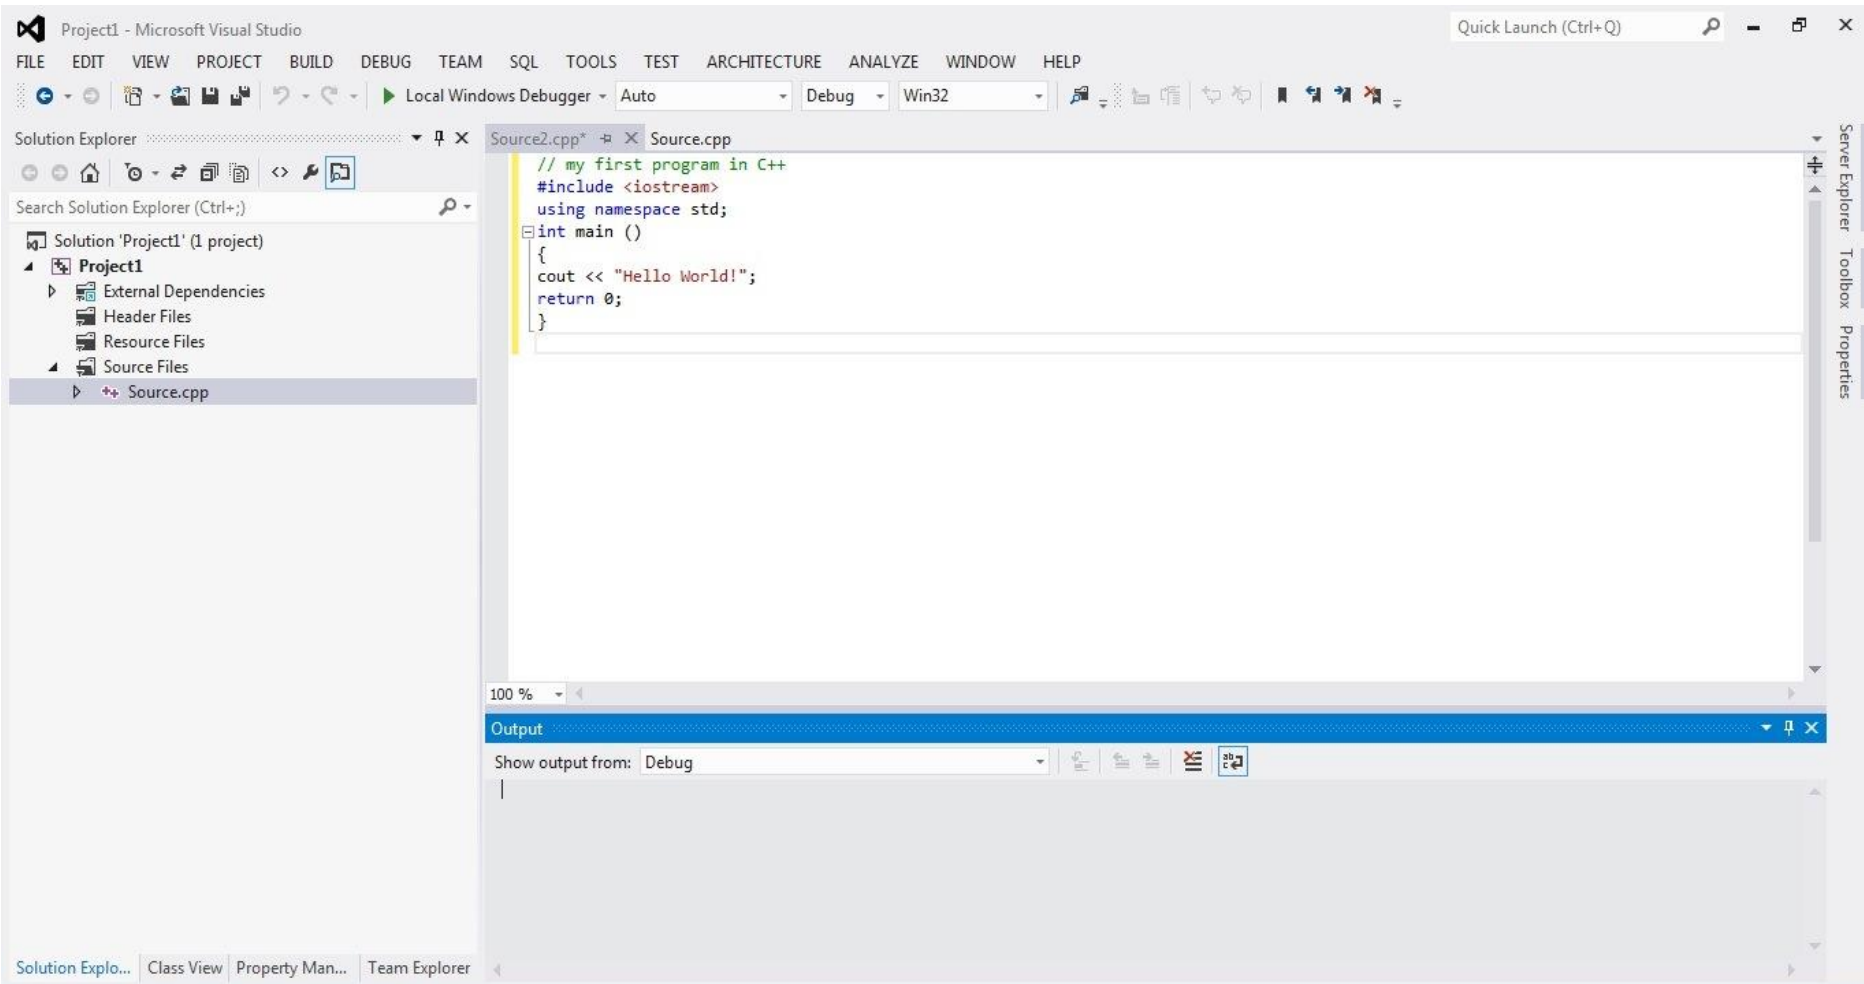 Project1 - Microsoft Visual Studio
Quick Launch (Ctrl+Q)
FILE EDIT VIEW PROJECT BUILD DEBUG TEAM SQL TOOLS TEST ARCHITECTURE ANALYZE WINDOW HELP
Local Windows Debugger Auto Debug Win32
Solution Explorer
Search Solution Explorer (Ctrl+;)
Solution 'Project1' (1 project)
Project1
External Dependencies
Header Files
Resource Files
Source Files
++ Source.cpp
Solution Explo... Class View Property Man... Team Explorer
Source2.cpp* Source.cpp
// my first program in C++
#include <iostream>
using namespace std;
int main ()
{
cout << "Hello World!";
return 0;
}
100 %
Output
Show output from: Debug
Server Explorer
Toolbox
Properties